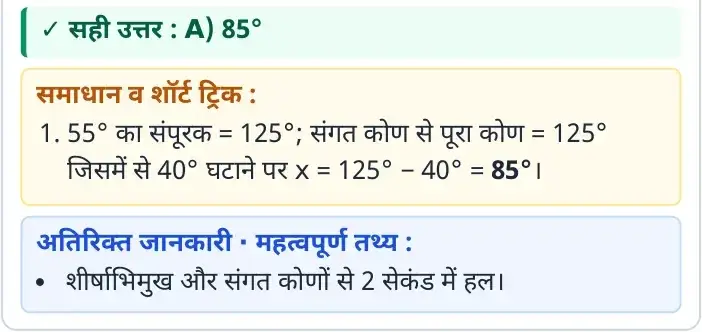 ✓ सही उत्तर : A) 85°
समाधान व शॉर्ट ट्रिक :
1. 55° का संपूरक = 125°; संगत कोण से पूरा कोण = 125°
जिसमें से 40° घटाने पर x = 125° − 40° = 85°।
अतिरिक्त जानकारी · महत्वपूर्ण तथ्य :
• शीर्षाभिमुख और संगत कोणों से 2 सेकंड में हल।